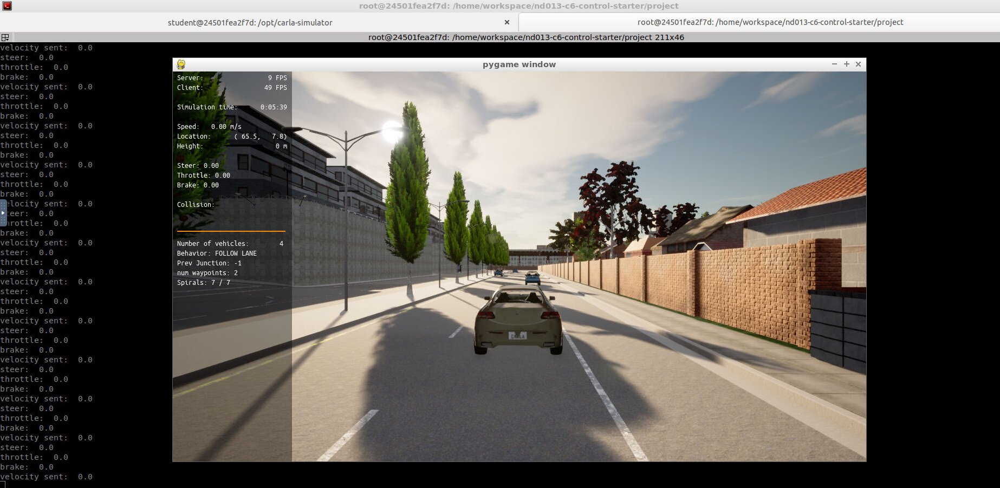 root@24501fea2f7d: /home/workspace/nd013-c6-control-starter/project
student@24501fea2f7d: /opt/carla-simulator
root@24501fea2f7d: /home/workspace/nd013-c6-control-starter/project
root@24501fea2f7d: /home/workspace/nd013-c6-control-starter/project 211x46
velocity sent: 0.0
steer: 0.0
throttle: 0.0
brake: 0.0
velocity sent: 0.0
steer: 0.0
throttle: 0.0
brake: 0.0
velocity sent: 0.0
steer: 0.0
throttle: 0.0
brake: 0.0
velocity sent: 0.0
steer: 0.0
throttle: 0.0
brake: 0.0
elocity sent: 0.0
teer: 0.0
hrottle: 0.0
brake: 0.0
velocity sent: 0.0
steer: 0.0
throttle: 0.0
brake: 0.0
velocity sent: 0.0
steer: 0.0
throttle: 0.0
brake: 0.0
velocity sent: 0.0
steer: 0.0
throttle: 0.0
brake: 0.0
velocity sent: 0.0
steer: 0.0
throttle: 0.0
brake: 0.0
velocity sent: 0.0
steer: 0.0
throttle: 0.0
brake: 0.0
velocity sent: 0.0
steer: 0.0
throttle: 0.0
brake: 0.0
velocity sent: 0.0
pygame window
Server: 9 FPS
Client: 49 FPS
Simulation time: 0:05:39
Speed: 0.00 m/s
Location: ( 65.5, 7.8)
Height: 0 m
Steer: 0.00
Throttle: 0.00
Brake: 0.00
Collision:
Number of vehicles: 4
Behavior: FOLLOW LANE
Prev Junction: -1
num waypoints: 2
Spirals: 7 / 7